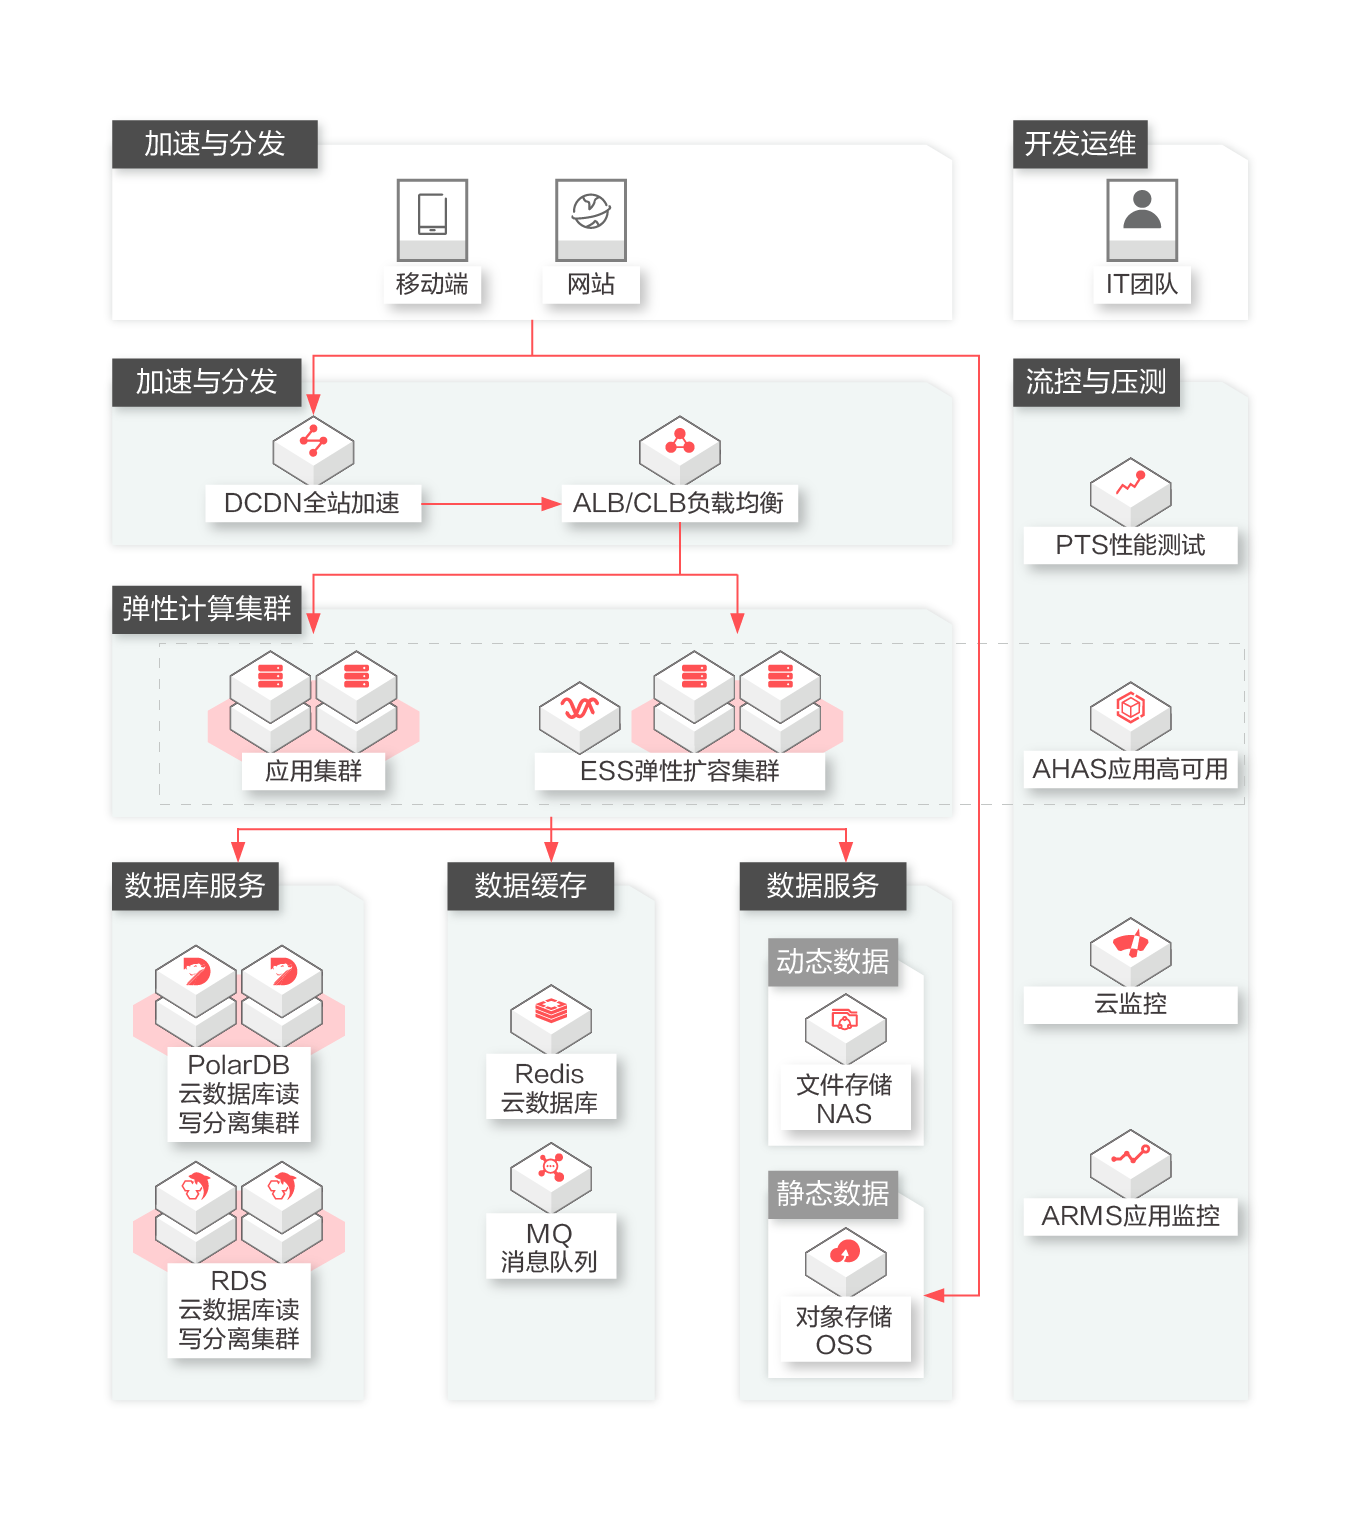 加速与分发
移动端
网站
开发运维
IT团队
加速与分发
DCDN全站加速
ALB/CLB负载均衡
流控与压测
PTS性能测试
弹性计算集群
应用集群
ESS弹性扩容集群
AHAS应用高可用
云监控
ARMS应用监控
数据库服务
PolarDB
云数据库读
写分离集群
RDS
云数据库读
写分离集群
数据缓存
Redis
云数据库
MQ
消息队列
数据服务
动态数据
文件存储
NAS
静态数据
对象存储
OSS